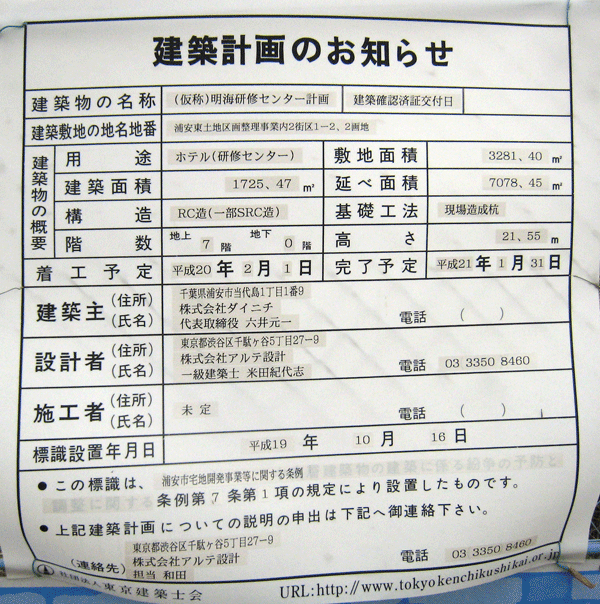 建築計画のお知らせ
建築物の名称 (仮称)明海研修センター計画 建築確認済証交付日
建築敷地の地名地番 浦安東土地区画整理事業内2街区1−2、2画地
建築物の概要
用途 ホテル(研修センター) 敷地面積 3281,40 ㎡
建築面積 1725、47 ㎡ 延べ面積 7078、45 ㎡
構造 RC造(一部SRC造) 基礎工法 現場造成杭
階数 地上 7 階 地下 0 階 高さ 21,55 m
着工予定 平成20年 2月 1日 完了予定 平成21年 1月 31日
建築主 (住所) (氏名)
千葉県浦安市当代島1丁目1番9
株式会社ダイニチ
代表取締役 六井元一 電話 ( )
設計者 (住所) (氏名)
東京都渋谷区千駄ヶ谷5丁目27−9
株式会社アルテ設計 電話 03 3350 8460
一級建築士 米田紀代志
施工者 (住所) (氏名) 未定 電話 ( )
標識設置年月日 平成19 年 10 月 16 日
● この標識は、浦安市宅地開発事業等に関する条例
条例第7条第1項の規定により設置したものです。
● 上記建築計画についての説明の申出は下記へ御連絡下さい。
(連絡先) 東京都渋谷区千駄ヶ谷5丁目27−9
株式会社アルテ設計 電話 03 3350 8460
担当 和田
社団法人東京建築士会 URL:http://www.tokyokenchikushikai.or.jp